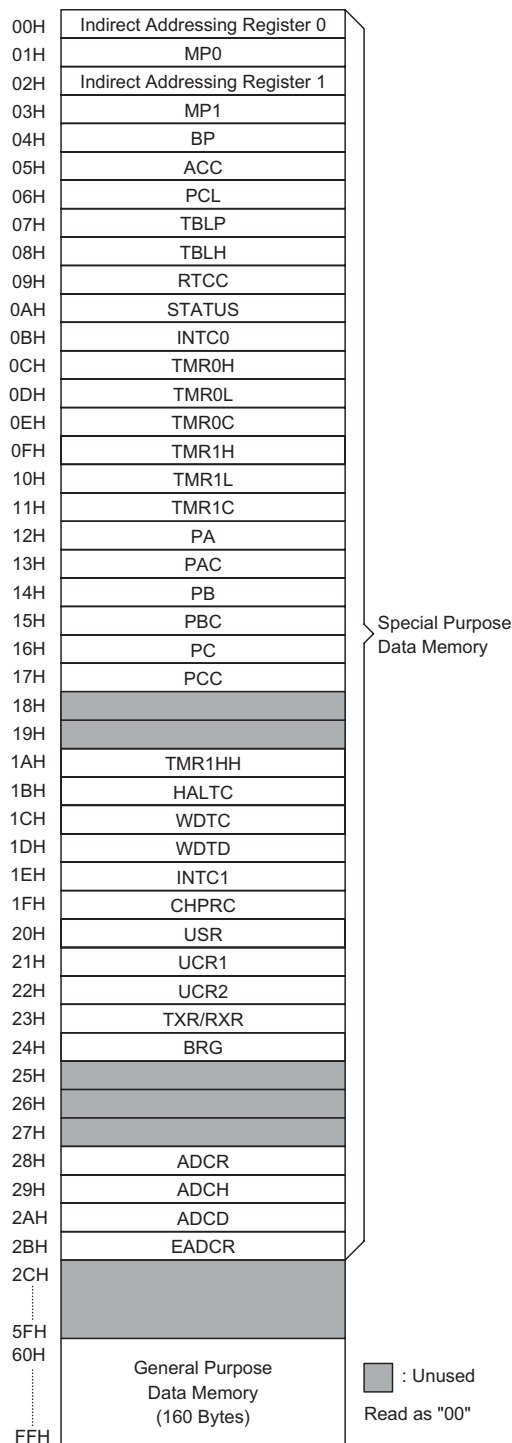 00H Indirect Addressing Register 0
01H MP0
02H Indirect Addressing Register 1
03H MP1
04H BP
05H ACC
06H PCL
07H TBLP
08H TBLH
09H RTCC
0AH STATUS
0BH INTC0
0CH TMR0H
0DH TMR0L
0EH TMR0C
0FH TMR1H
10H TMR1L
11H TMR1C
12H PA
13H PAC
14H PB
15H PBC
16H PC
17H PCC
18H
19H
1AH TMR1HH
1BH HALTC
1CH WDTC
1DH WDTD
1EH INTC1
1FH CHPRC
20H USR
21H UCR1
22H UCR2
23H TXR/RXR
24H BRG
25H
26H
27H
28H ADCR
29H ADCH
2AH ADCD
2BH EADCR
2CH
5FH
60H
FFH
General Purpose
Data Memory
(160 Bytes)
Special Purpose
Data Memory
: Unused
Read as "00"